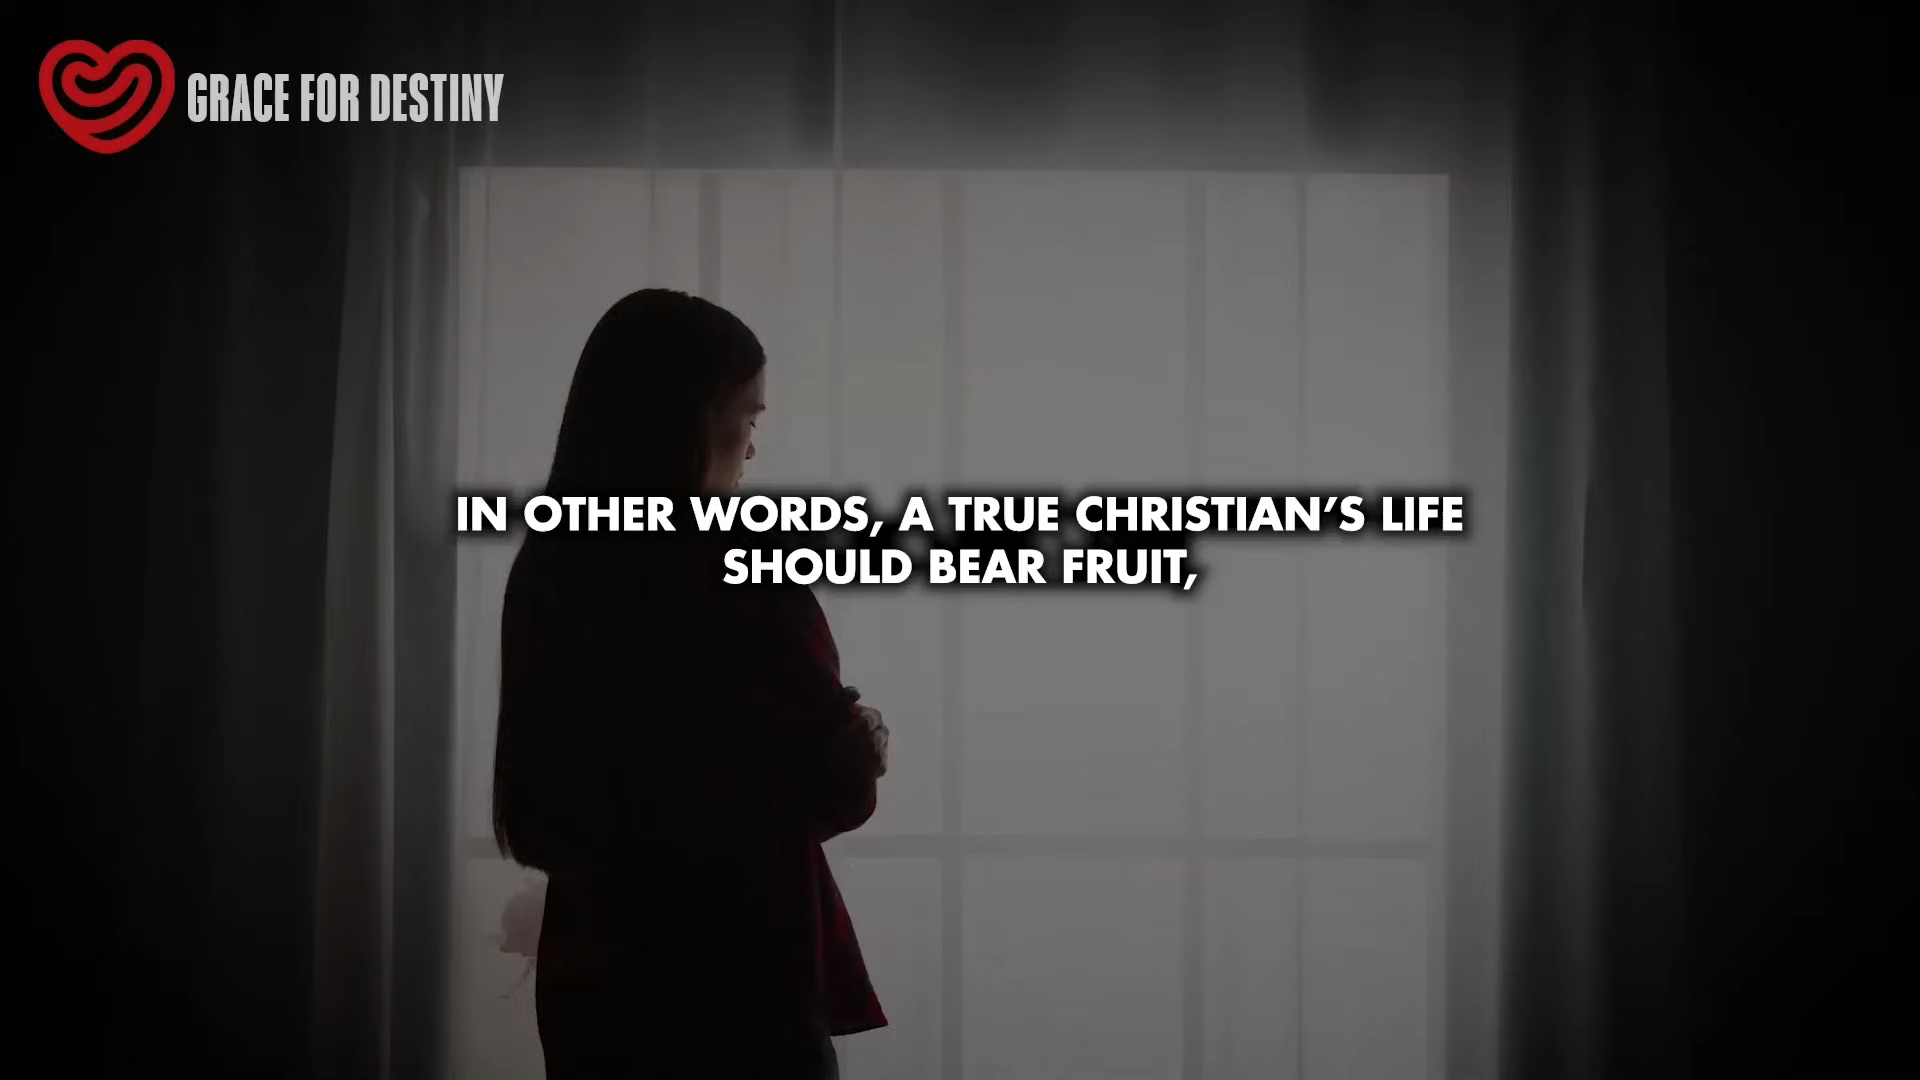 GRACE FOR DESTINY
IN OTHER WORDS, A TRUE CHRISTIAN’S LIFE
SHOULD BEAR FRUIT,